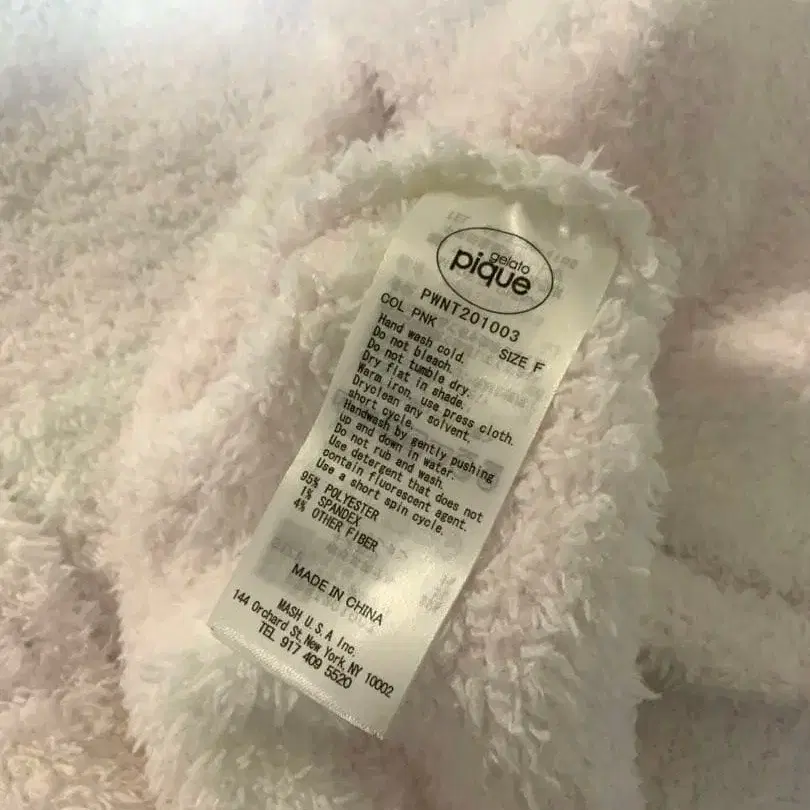 gelato
pique
PWNT201003
COL PNK SIZE F
Hand wash cold.
Do not bleach.
Do not tumble dry.
Dry flat in shade.
Warm iron, use press cloth.
Dryclean any solvent,
short cycle.
Handwash by gently pushing
up and down in water.
Do not rub and wash.
Use detergent that does not
contain fluorescent agent.
Use a short spin cycle.
95% POLYESTER
1% SPANDEX
4% OTHER FIBER
MADE IN CHINA
MASH U.S.A Inc.
144 Orchard St, New York, NY 10002
TEL 917 409 5520